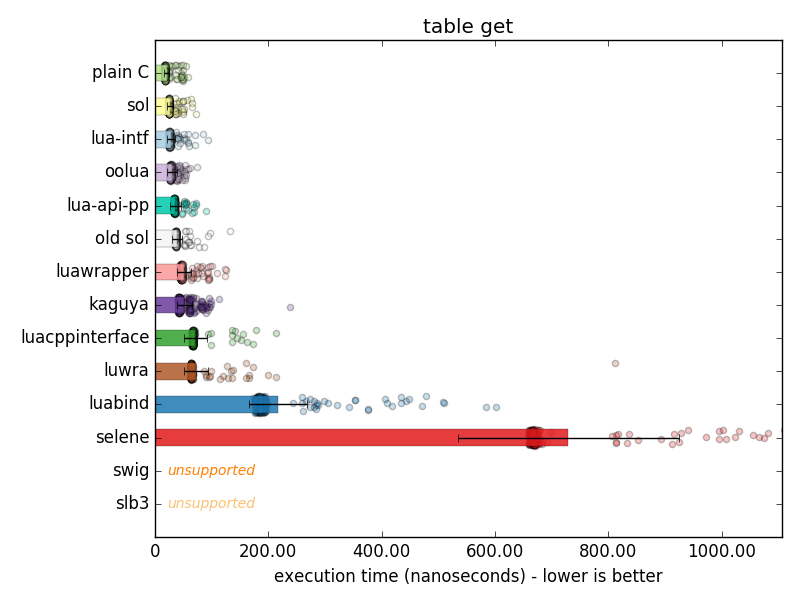 table get
plain C
sol
lua-intf
oolua
lua-api-pp
old sol
luawrapper
kaguya
luacppinterface
luwra
luabind
selene
swig unsupported
slb3 unsupported
0 200.00 400.00 600.00 800.00 1000.00
execution time (nanoseconds) - lower is better